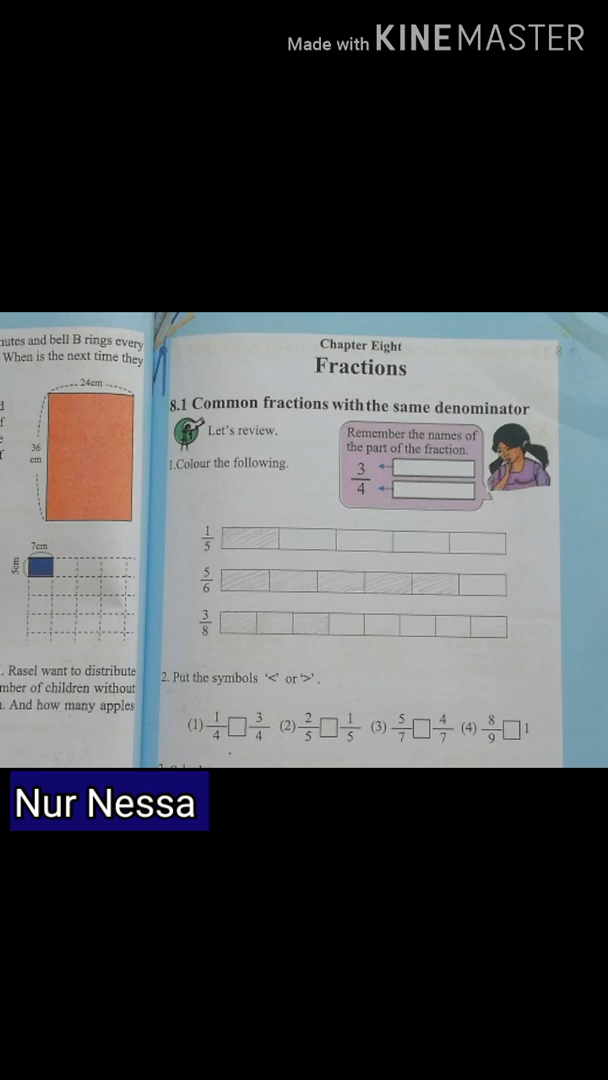 Made with KINEMASTER
nutes and bell B rings every
When is the next time they
24cm
36
cm
7cm
5cm
. Rasel want to distribute
mber of children without
. And how many apples
Chapter Eight
Fractions
8.1 Common fractions with the same denominator
Let's review.
Remember the names of
the part of the fraction.
3/4
1.Colour the following.
1/5
5/6
3/8
2. Put the symbols '<' or '>'.
(1) 1/4 □ 3/4 (2) 2/5 □ 1/5 (3) 5/7 □ 4/7 (4) 8/9 □ 1
Nur Nessa